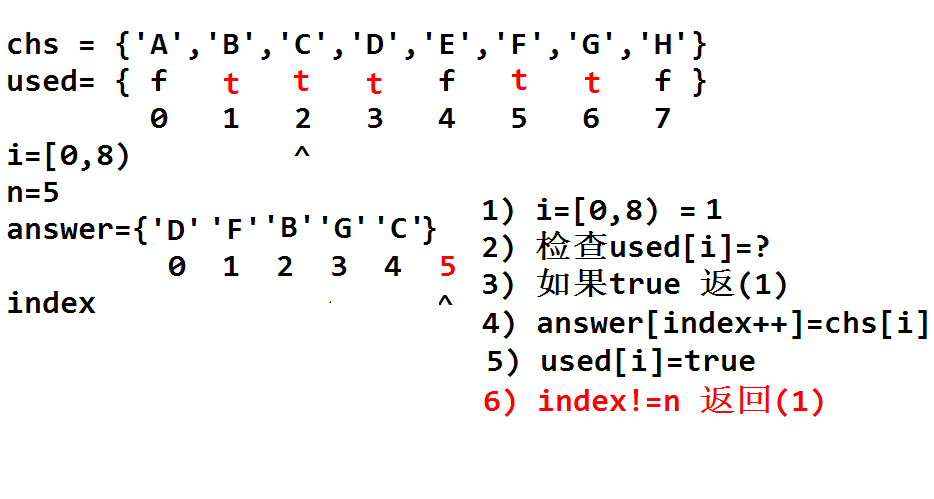 chs = {'A','B','C','D','E','F','G','H'}
used= { f t t t f t t f }
0 1 2 3 4 5 6 7
i=[0,8) ^
n=5
answer={'D' 'F' 'B' 'G' 'C'}
0 1 2 3 4 5
index ^
1) i=[0,8) = 1
2) 检查used[i]=?
3) 如果true 返(1)
4) answer[index++]=chs[i]
5) used[i]=true
6) index!=n 返回(1)